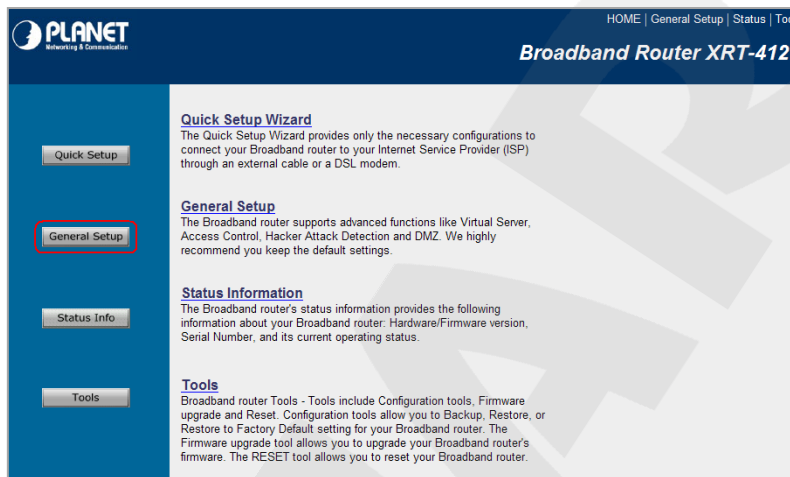 PLANET
Networking & Communication
HOME | General Setup | Status |
Broadband Router XRT-412
Quick Setup
Quick Setup Wizard
The Quick Setup Wizard provides only the necessary configurations to
connect your Broadband router to your Internet Service Provider (ISP)
through an external cable or a DSL modem.
General Setup
General Setup
The Broadband router supports advanced functions like Virtual Server,
Access Control, Hacker Attack Detection and DMZ. We highly
recommend you keep the default settings.
Status Info
Status Information
The Broadband router's status information provides the following
information about your Broadband router: Hardware/Firmware version,
Serial Number, and its current operating status.
Tools
Tools
Broadband router Tools - Tools include Configuration tools, Firmware
upgrade and Reset. Configuration tools allow you to Backup, Restore, or
Restore to Factory Default setting for your Broadband router. The
Firmware upgrade tool allows you to upgrade your Broadband router's
firmware. The RESET tool allows you to reset your Broadband router.